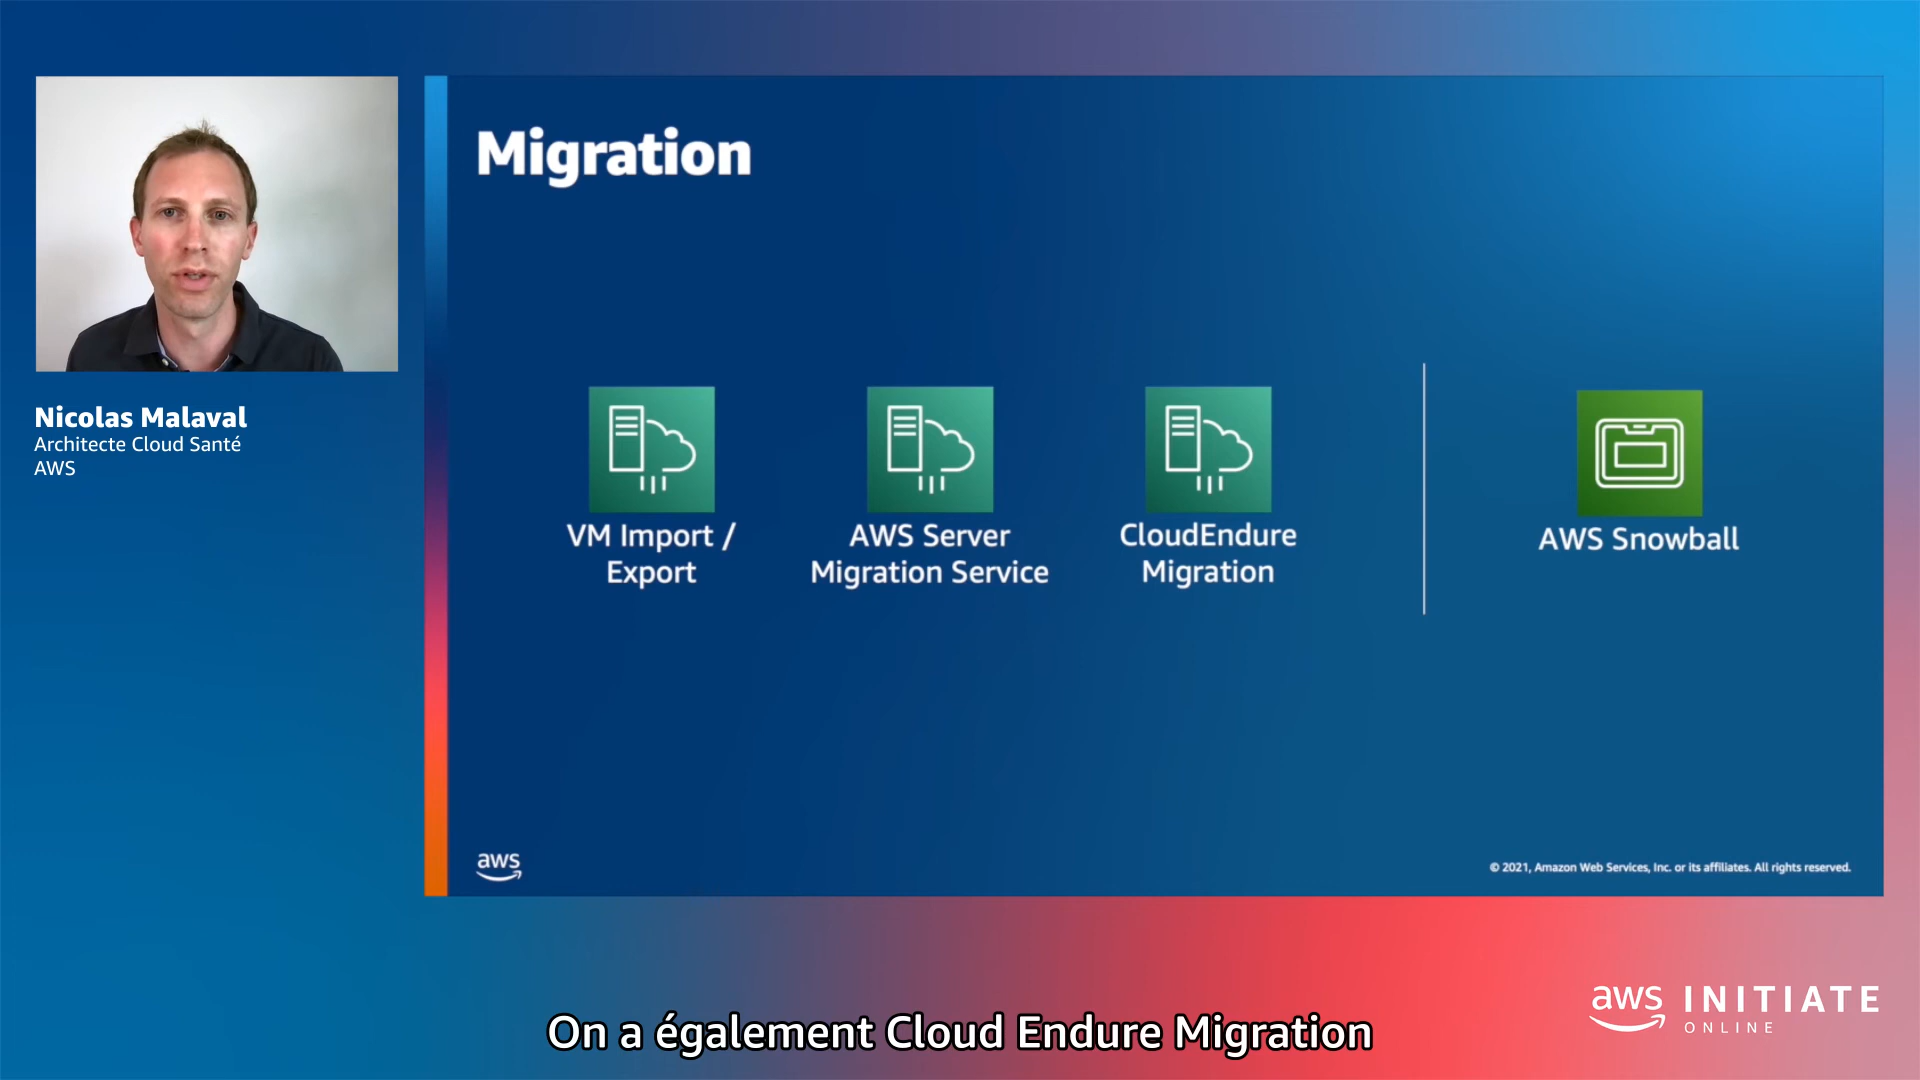 Nicolas Malaval
Architecte Cloud Santé
AWS
Migration
VM Import /
Export
AWS Server
Migration Service
CloudEndure
Migration
AWS Snowball
aws
© 2021, Amazon Web Services, Inc. or its affiliates. All rights reserved.
On a également Cloud Endure Migration
aws INITIATE
ONLINE